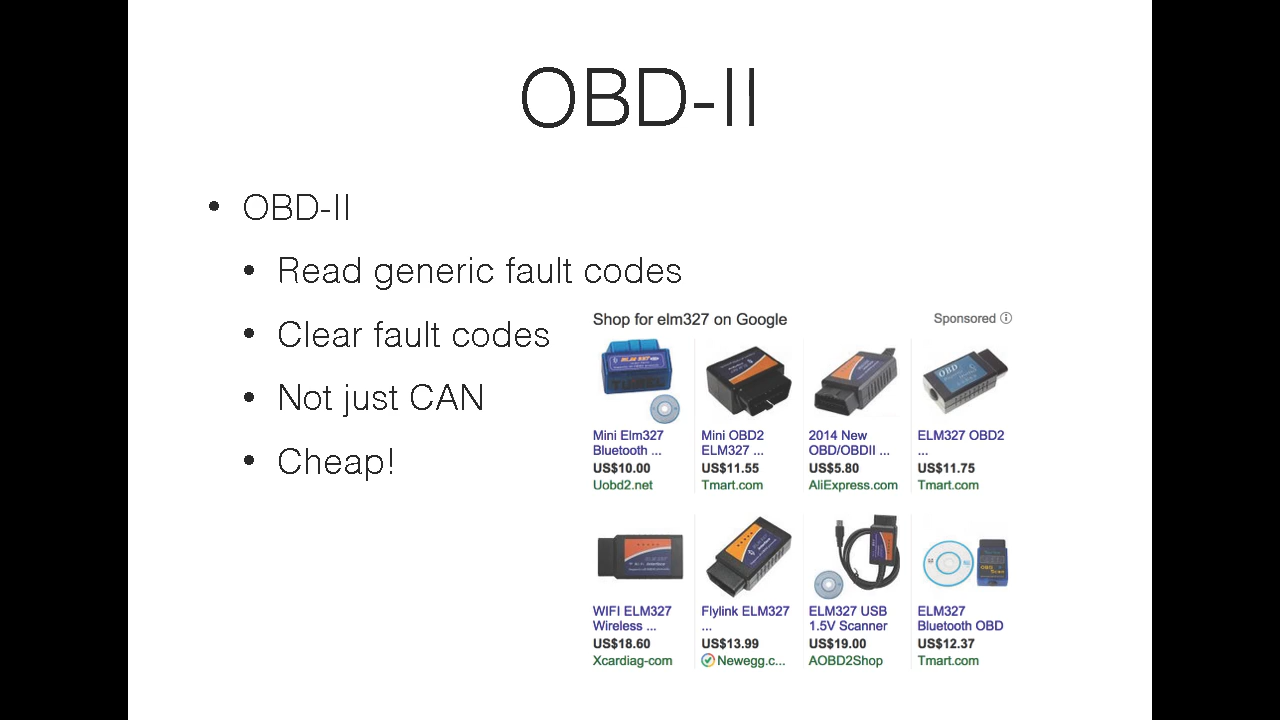 OBD-II
• OBD-II
• Read generic fault codes
• Clear fault codes
• Not just CAN
• Cheap!
Shop for elm327 on Google
Sponsored
Mini Elm327
Bluetooth ...
US$10.00
Uobd2.net
Mini OBD2
ELM327 ...
US$11.55
Tmart.com
2014 New
OBD/OBDII ...
US$5.80
AliExpress.com
OBD
ELM327 OBD2
...
US$11.75
Tmart.com
WIFI ELM327
Wireless ...
US$18.60
Xcardiag-com
Flylink ELM327
...
US$13.99
Newegg.c...
ELM327 USB
1.5V Scanner
US$19.00
AOBD2Shop
OBD
Scan
ELM327
Bluetooth OBD
US$12.37
Tmart.com